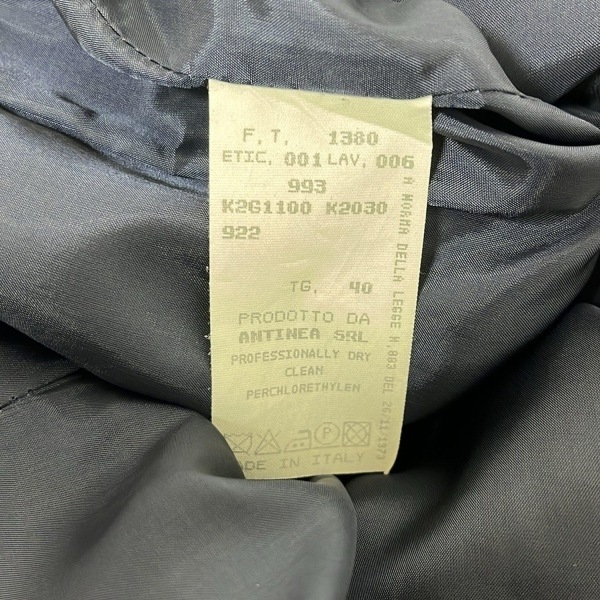 F, T, 1380
ETIC, 001 LAV, 006
993
K2G1100 K2030
922
TG, 40
PRODOTTO DA
ANTINEA SRL
PROFESSIONALLY DRY
CLEAN
PERCHLORETHYLEN
P
ADE IN ITALY
A NORMA DELLA LEGGE N,883 DEL 26/11/1973